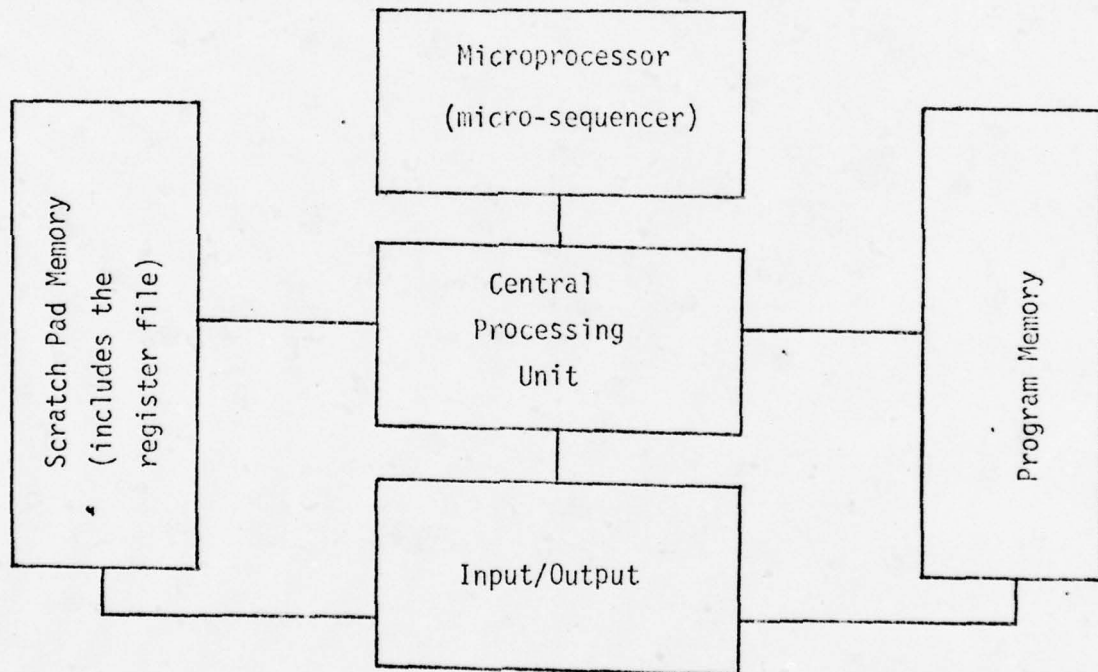 Microprocessor
(micro-sequencer)
Scratch Pad Memory
(includes the
register file)
Central
Processing
Unit
Program Memory
Input/Output